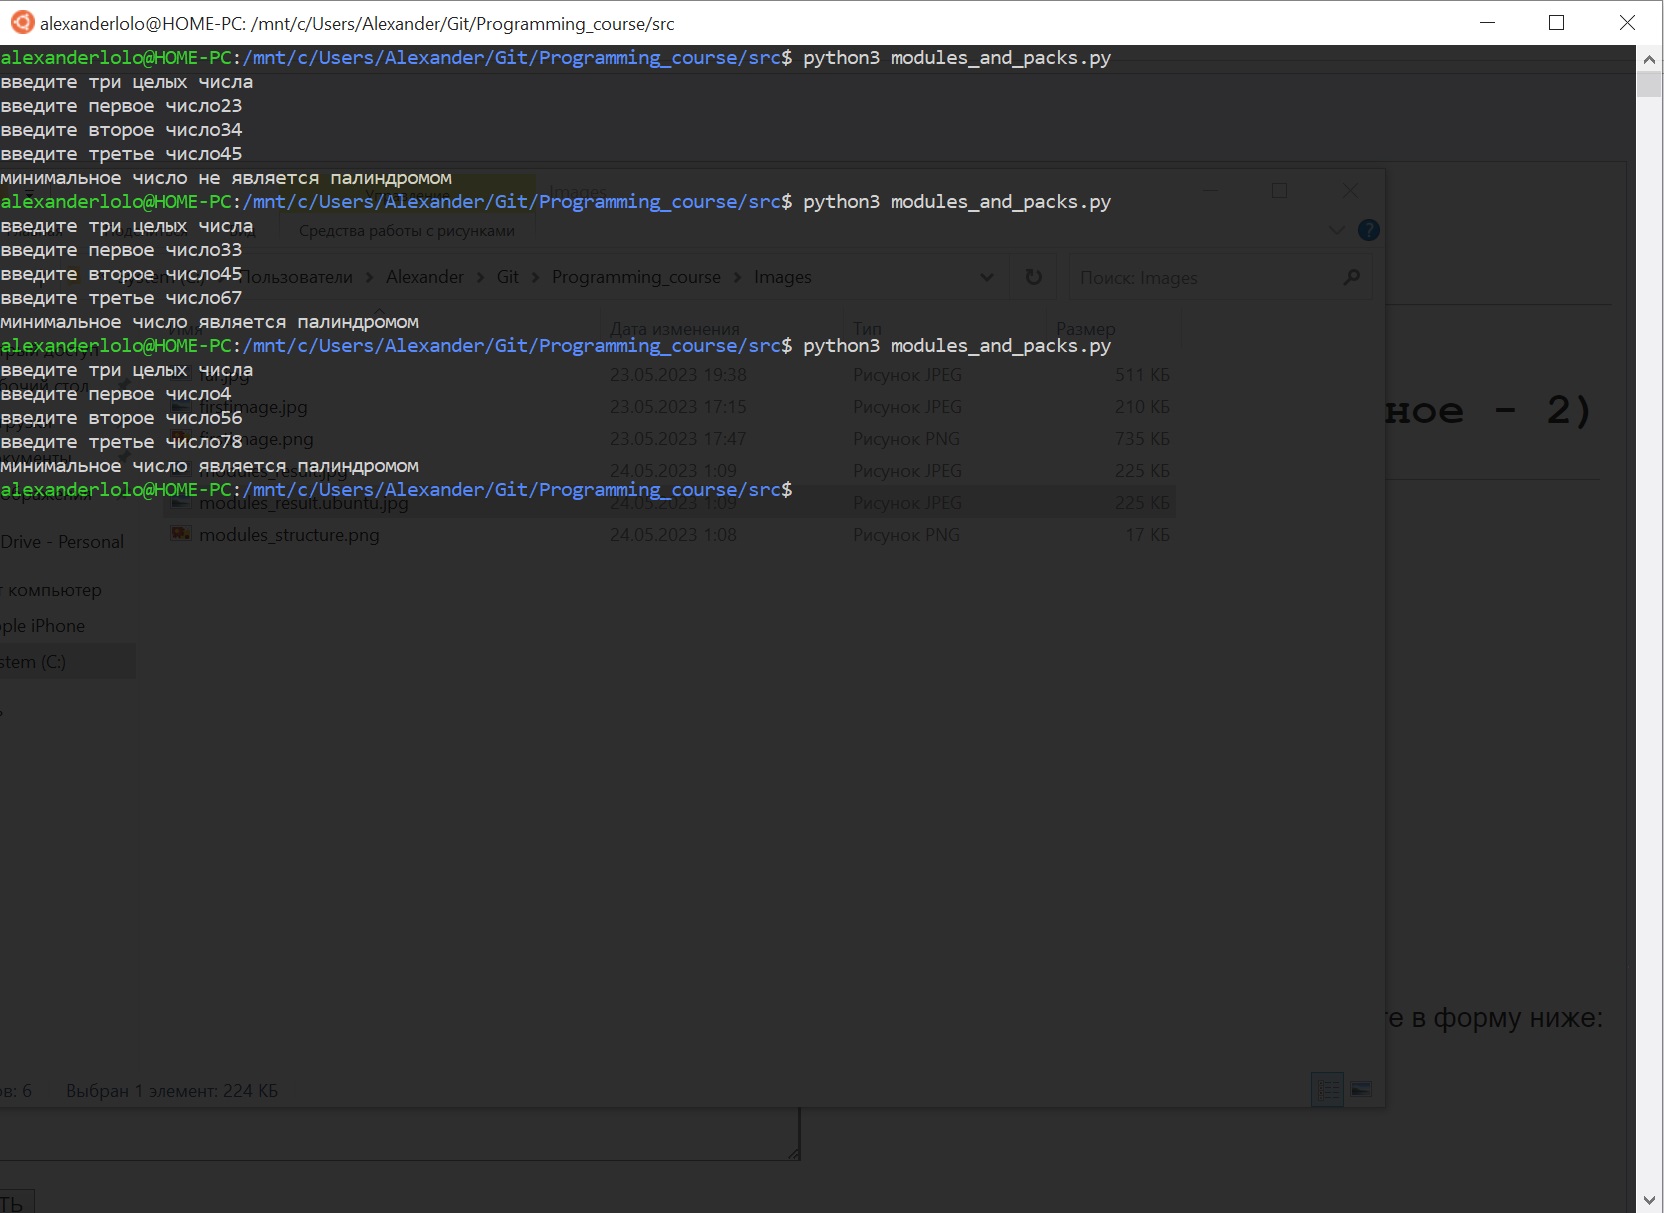 alexanderlolo@HOME-PC: /mnt/c/Users/Alexander/Git/Programming_course/src
alexanderlolo@HOME-PC:/mnt/c/Users/Alexander/Git/Programming_course/src$ python3 modules_and_packs.py
введите три целых числа
введите первое число23
введите второе число34
введите третье число45
минимальное число не является палиндромом
alexanderlolo@HOME-PC:/mnt/c/Users/Alexander/Git/Programming_course/src$ python3 modules_and_packs.py
введите три целых числа
введите первое число33
введите второе число45
введите третье число67
минимальное число является палиндромом
alexanderlolo@HOME-PC:/mnt/c/Users/Alexander/Git/Programming_course/src$ python3 modules_and_packs.py
введите три целых числа
введите первое число4
введите второе число56
введите третье число78
минимальное число является палиндромом
alexanderlolo@HOME-PC:/mnt/c/Users/Alexander/Git/Programming_course/src$
Images
Средства работы с рисунками
Пользователи Alexander Git Programming_course Images
Поиск: Images
Дата изменения Тип Размер
23.05.2023 19:38 Рисунок JPEG 511 КБ
firstimage.jpg 23.05.2023 17:15 Рисунок JPEG 210 КБ
23.05.2023 17:47 Рисунок PNG 735 КБ
modules_result.jpg 24.05.2023 1:09 Рисунок JPEG 225 КБ
modules_result.ubuntu.jpg 24.05.2023 1:09 Рисунок JPEG 225 КБ
modules_structure.png 24.05.2023 1:08 Рисунок PNG 17 КБ
Drive - Personal
т компьютер
ple iPhone
stem (C:)
ное - 2)
те в форму ниже:
ов: 6 Выбран 1 элемент: 224 КБ
ть